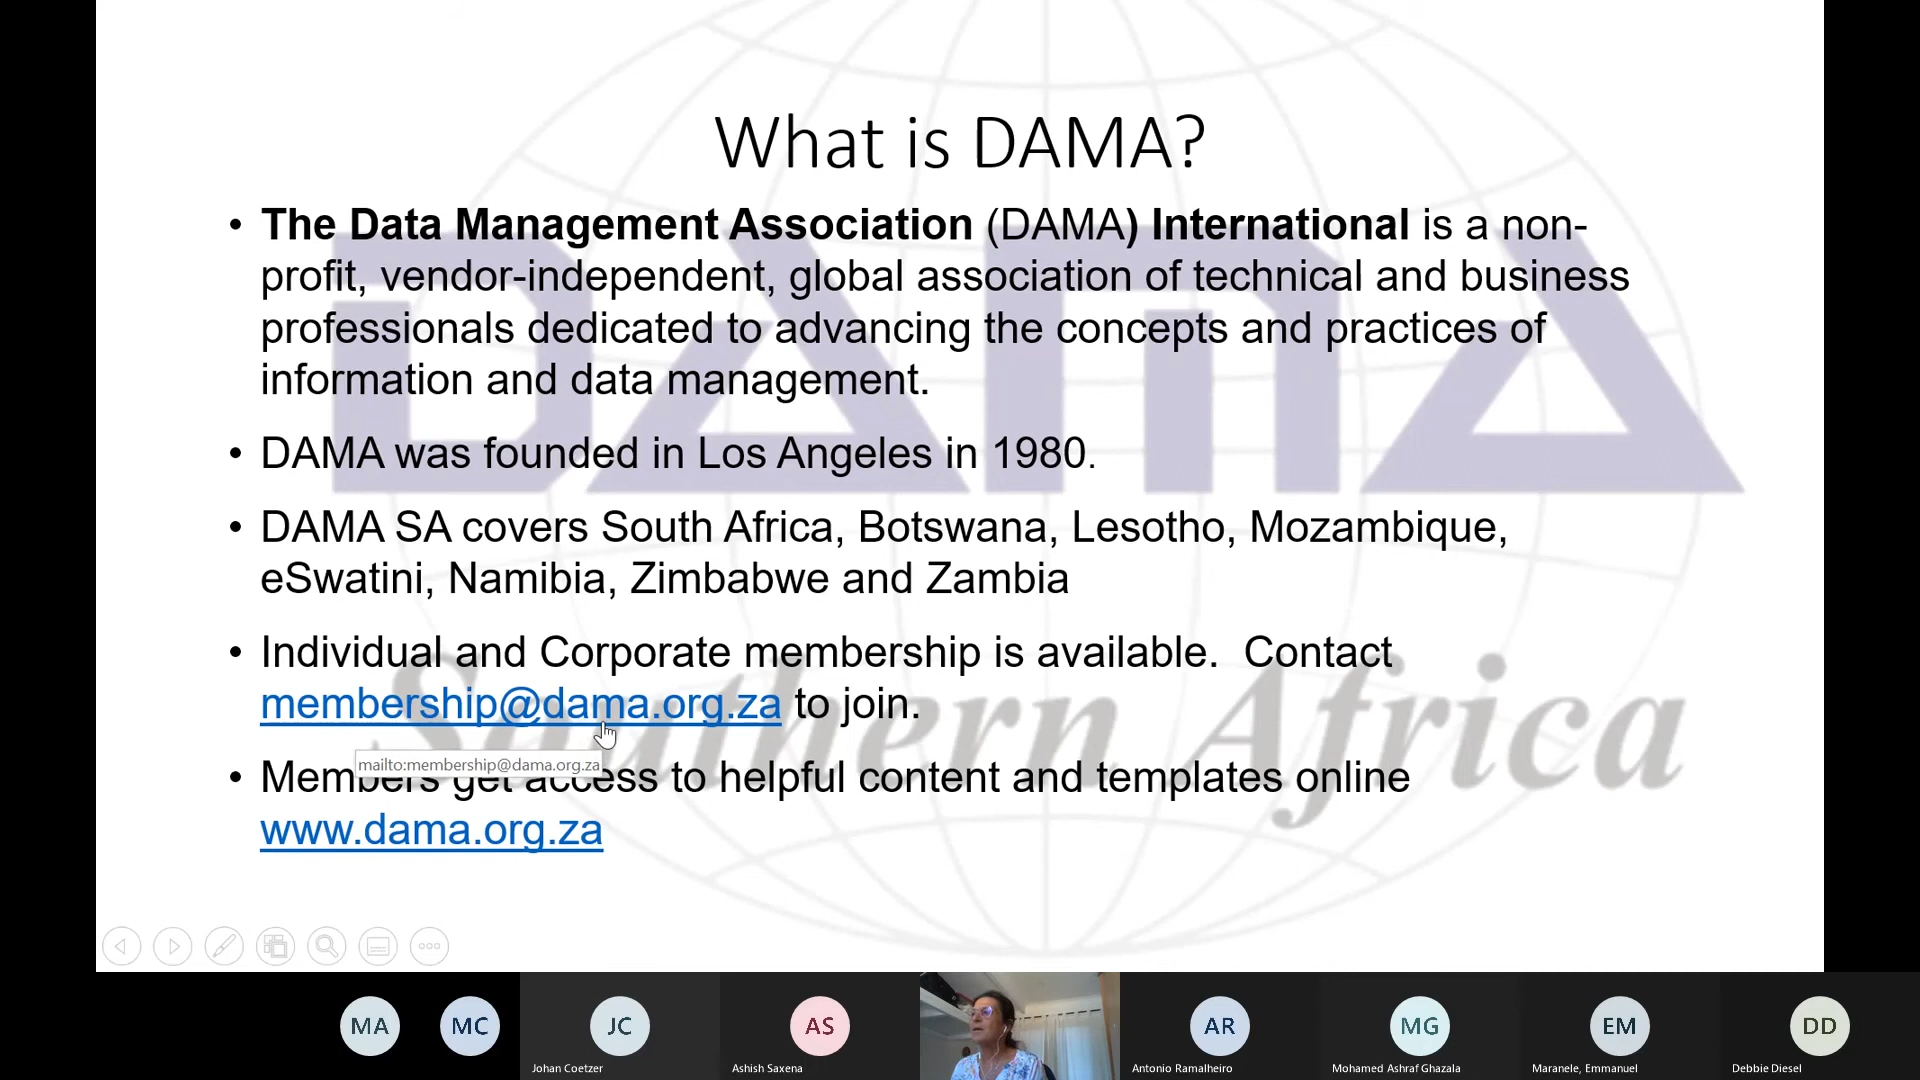 What is DAMA?
• The Data Management Association (DAMA) International is a non-
profit, vendor-independent, global association of technical and business
professionals dedicated to advancing the concepts and practices of
information and data management.
• DAMA was founded in Los Angeles in 1980.
• DAMA SA covers South Africa, Botswana, Lesotho, Mozambique,
eSwatini, Namibia, Zimbabwe and Zambia
• Individual and Corporate membership is available.  Contact
membership@dama.org.za to join.
mailto:membership@dama.org.za
• Members get access to helpful content and templates online
www.dama.org.za
DAMA
Southern Africa
MA
MC
JC
AS
AR
MG
EM
DD
Johan Coetzer
Ashish Saxena
Antonio Ramalheiro
Mohamed Ashraf Ghazala
Maranele, Emmanuel
Debbie Diesel